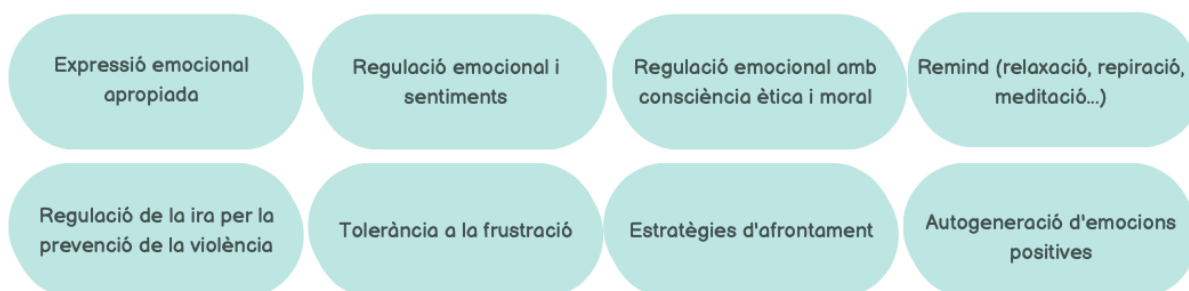 Expressió emocional
apropiada
Regulació emocional i
sentiments
Regulació emocional amb
consciència ètica i moral
Remind (relaxació, repiració,
meditació...)
Regulació de la ira per la
prevenció de la violència
Tolerància a la frustració
Estratègies d'afrontament
Autogeneració d'emocions
positives